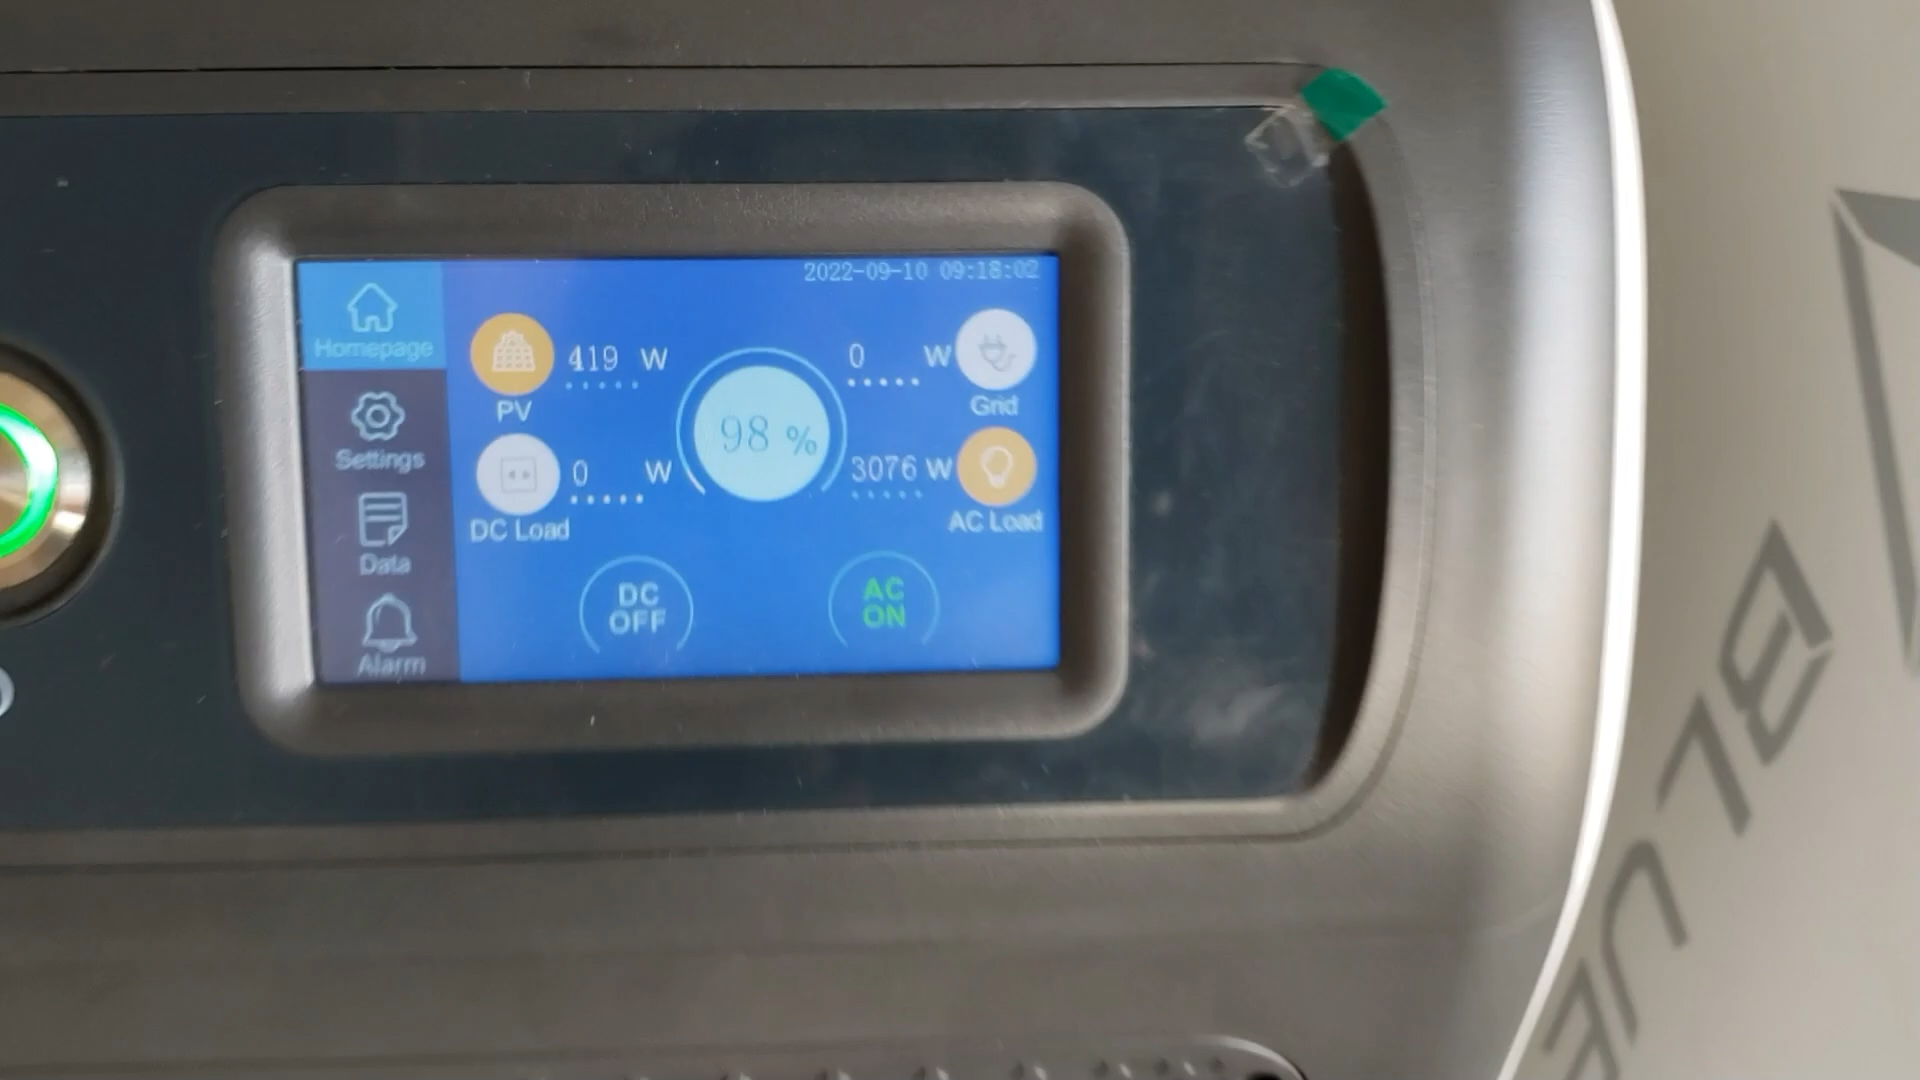 2022-09-10 09:18:02
Homepage
419 W
PV
0 W
Grid
98 %
Settings
0 W
DC Load
3076 W
AC Load
Data
DC
OFF
AC
ON
Alarm
BLUE